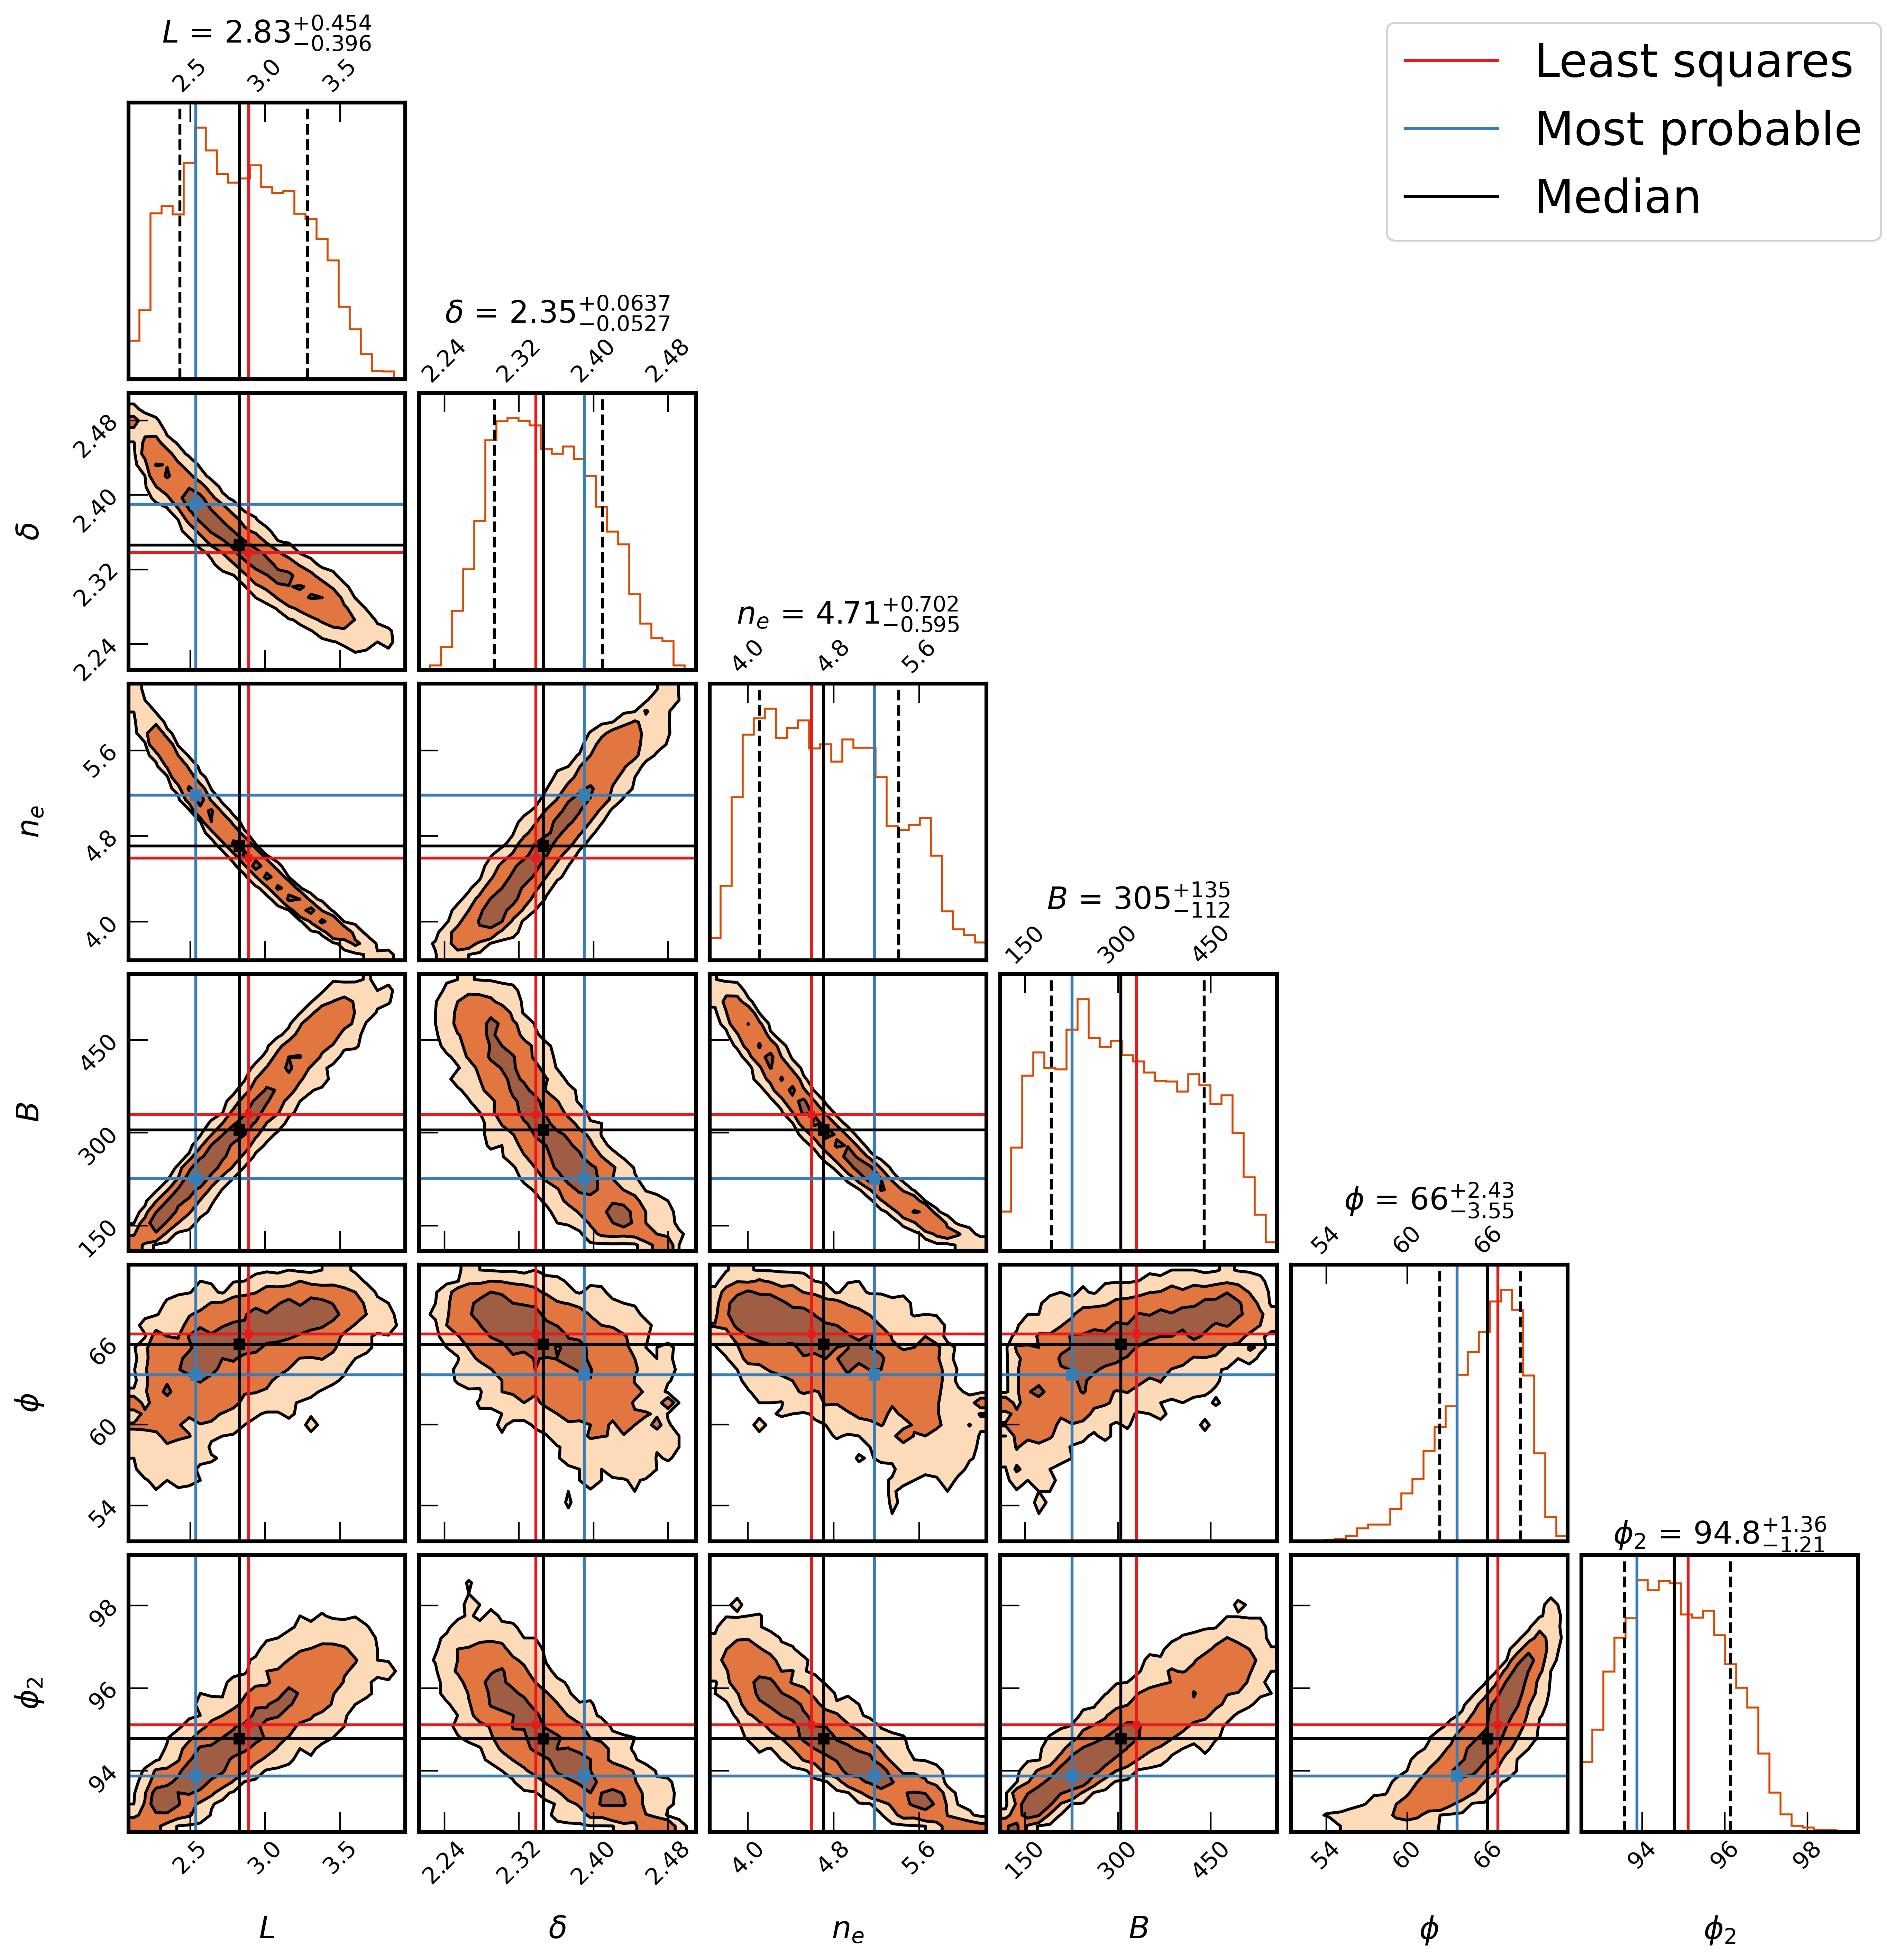 L = 2.83+0.454−0.396
2.5 3.0 3.5
Least squares
Most probable
Median
δ = 2.35+0.0637−0.0527
2.24 2.32 2.40 2.48
δ
2.48
2.40
2.32
2.24
nₑ = 4.71+0.702−0.595
4.0 4.8 5.6
nₑ
5.6
4.8
4.0
B = 305+135−112
150 300 450
B
450
300
150
ϕ = 66+2.43−3.55
54 60 66
ϕ
66
60
54
ϕ₂ = 94.8+1.36−1.21
ϕ₂
98
96
94
2.5 3.0 3.5 2.24 2.32 2.40 2.48 4.0 4.8 5.6 150 300 450 54 60 66 94 96 98
L δ nₑ B ϕ ϕ₂